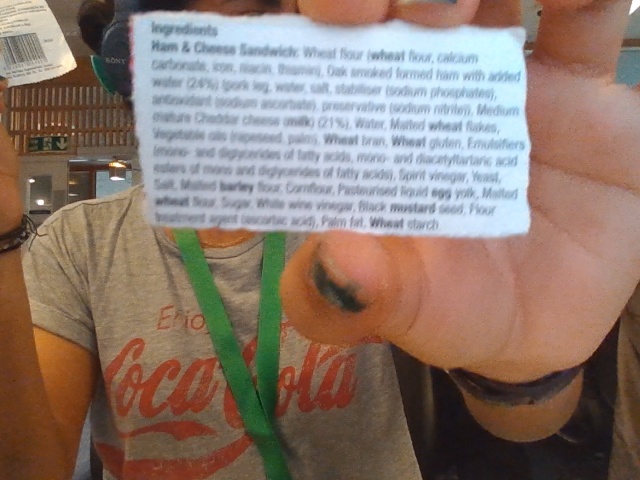 Ingredients
Ham & Cheese Sandwich: Wheat flour (wheat flour, calcium
carbonate, iron, niacin, thiamin), Oak smoked formed ham with added
water (24%) (pork leg, water, salt, stabiliser (sodium phosphates),
antioxidant (sodium ascorbate), preservative (sodium nitrite)), Medium
mature Cheddar cheese (milk) (21%), Water, Malted wheat flakes,
Vegetable oils (rapeseed, palm), Wheat bran, Wheat gluten, Emulsifiers
(mono- and diglycerides of fatty acids, mono- and diacetyltartaric acid
esters of mono and diglycerides of fatty acids), Spirit vinegar, Yeast,
Salt, Malted barley flour, Cornflour, Pasteurised liquid egg yolk, Malted
wheat flour, Sugar, White wine vinegar, Black mustard seed, Flour
treatment agent (ascorbic acid), Palm fat, Wheat starch
SONY
Enjo
Coca Cola